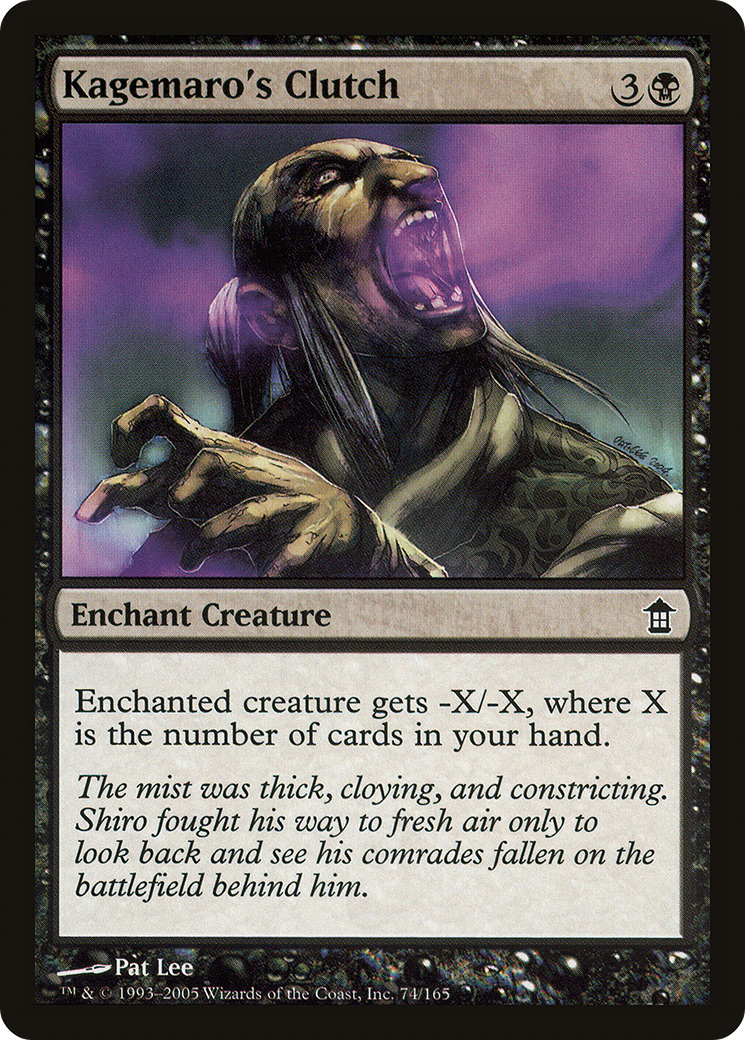 Kagemaro's Clutch 3
Enchant Creature
Enchanted creature gets -X/-X, where X
is the number of cards in your hand.
The mist was thick, cloying, and constricting.
Shiro fought his way to fresh air only to
look back and see his comrades fallen on the
battlefield behind him.
Pat Lee
™ & © 1993–2005 Wizards of the Coast, Inc. 74/165